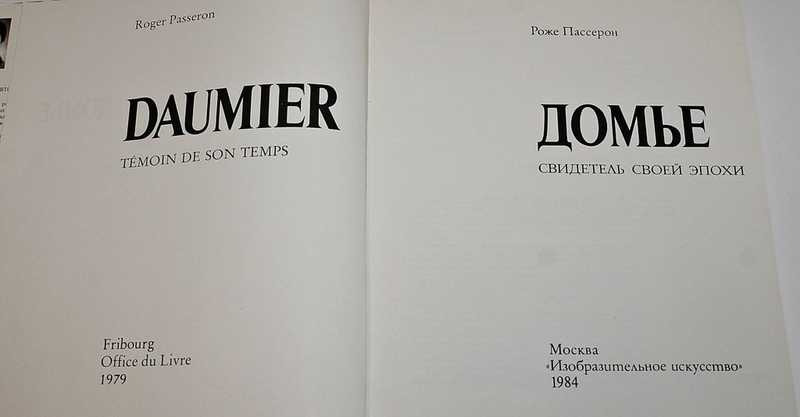 Roger Passeron
DAUMIER
TÉMOIN DE SON TEMPS
Fribourg
Office du Livre
1979
Роже Пассерон
ДОМЬЕ
СВИДЕТЕЛЬ СВОЕЙ ЭПОХИ
Москва
«Изобразительное искусство»
1984